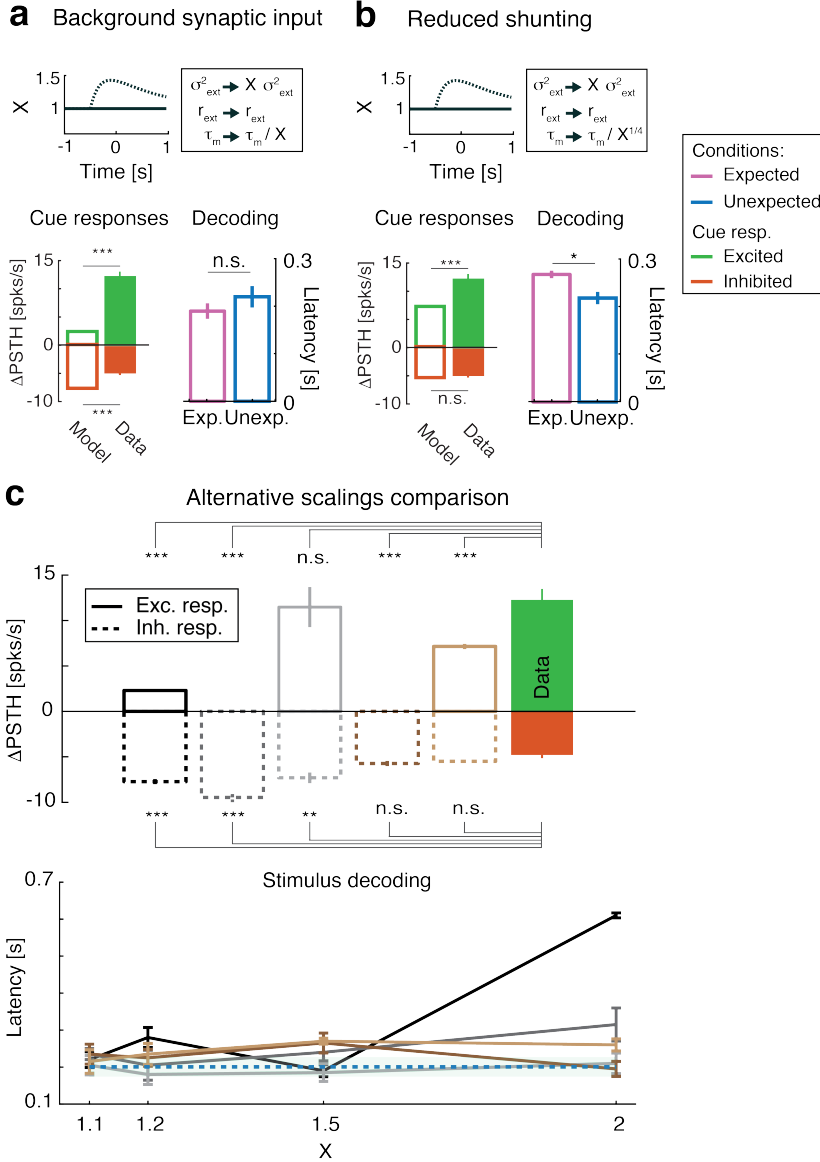 a Background synaptic input
b Reduced shunting
1.5
1
X
-1 0 1
Time [s]
σ²ext → X σ²ext
rext → rext
τm → τm / X
1.5
1
-1 0 1
Time [s]
σ²ext → X σ²ext
rext → rext
τm → τm / X1/4
Conditions:
Expected
Unexpected
Cue resp.
Excited
Inhibited
Cue responses
***
15
0
-10
ΔPSTH [spks/s]
***
Model
Data
Decoding
n.s.
0.3
0
Llatency [s]
Exp.Unexp.
Cue responses
***
15
0
-10
ΔPSTH [spks/s]
n.s.
Model
Data
Decoding
*
0.3
0
Llatency [s]
Exp.Unexp.
c Alternative scalings comparison
*** *** n.s. *** ***
15
0
-10
ΔPSTH [spks/s]
Exc. resp.
Inh. resp.
Data
*** *** ** n.s. n.s.
Stimulus decoding
0.7
0.1
Latency [s]
1.1 1.2 1.5 2
X